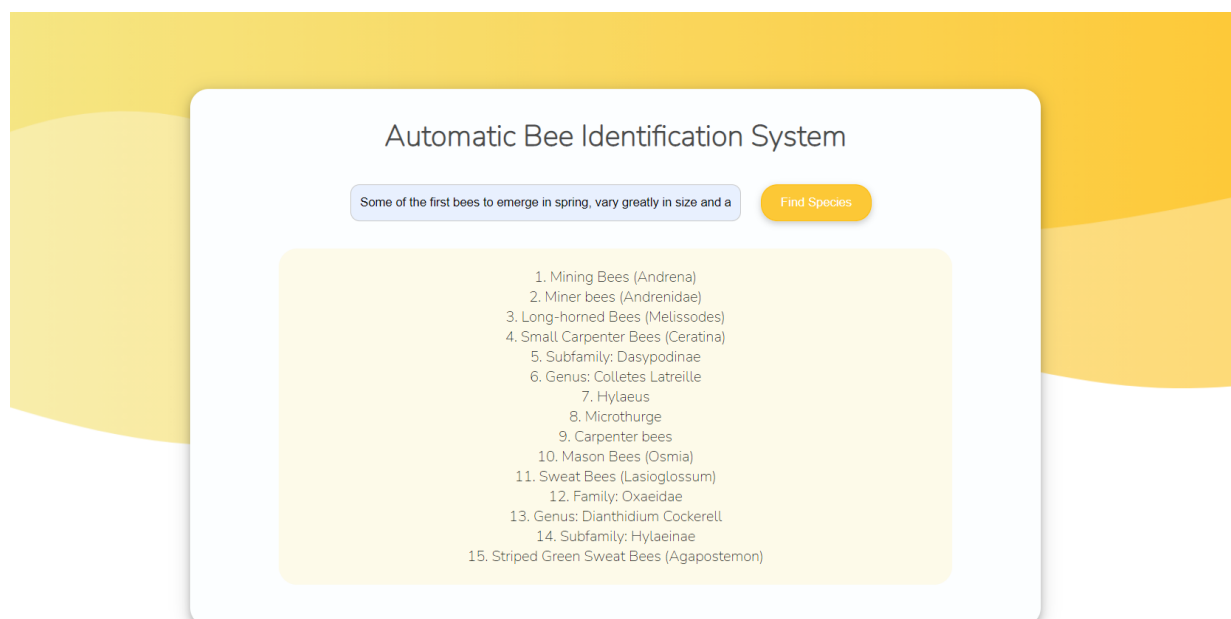 Automatic Bee Identification System
Some of the first bees to emerge in spring, vary greatly in size and a
Find Species
1. Mining Bees (Andrena)
2. Miner bees (Andrenidae)
3. Long-horned Bees (Melissodes)
4. Small Carpenter Bees (Ceratina)
5. Subfamily: Dasypodinae
6. Genus: Colletes Latreille
7. Hylaeus
8. Microthurge
9. Carpenter bees
10. Mason Bees (Osmia)
11. Sweat Bees (Lasioglossum)
12. Family: Oxaeidae
13. Genus: Dianthidium Cockerell
14. Subfamily: Hylaeinae
15. Striped Green Sweat Bees (Agapostemon)